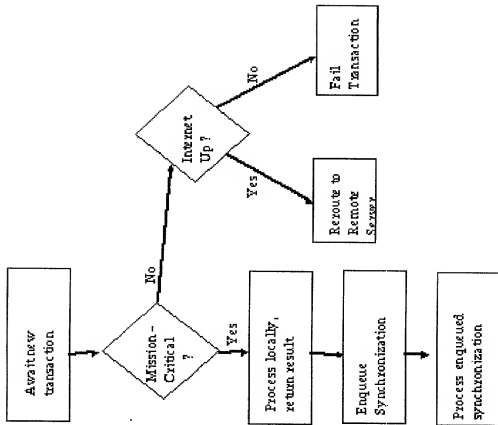 Await new
transaction
Mission-
Critical
?
No
Yes
Internet
Up ?
No
Yes
Fail
Transaction
Reroute to
Remote
Server
Process locally,
return result
Enqueue
Synchronization
Process enqueued
synchronization